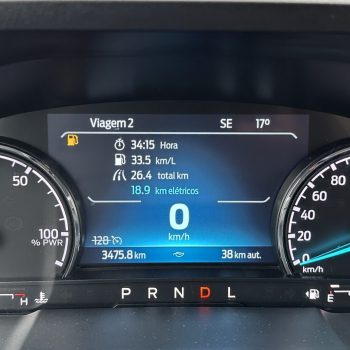 Viagem 2 SE 17°
34:15 Hora
33.5 km/L
26.4 total km
18.9 km elétricos
0
km/h
128
3475.8 km 38 km aut.
50
100
% PWR
H
P R N D L
E
0
20
40
60
80
km/h